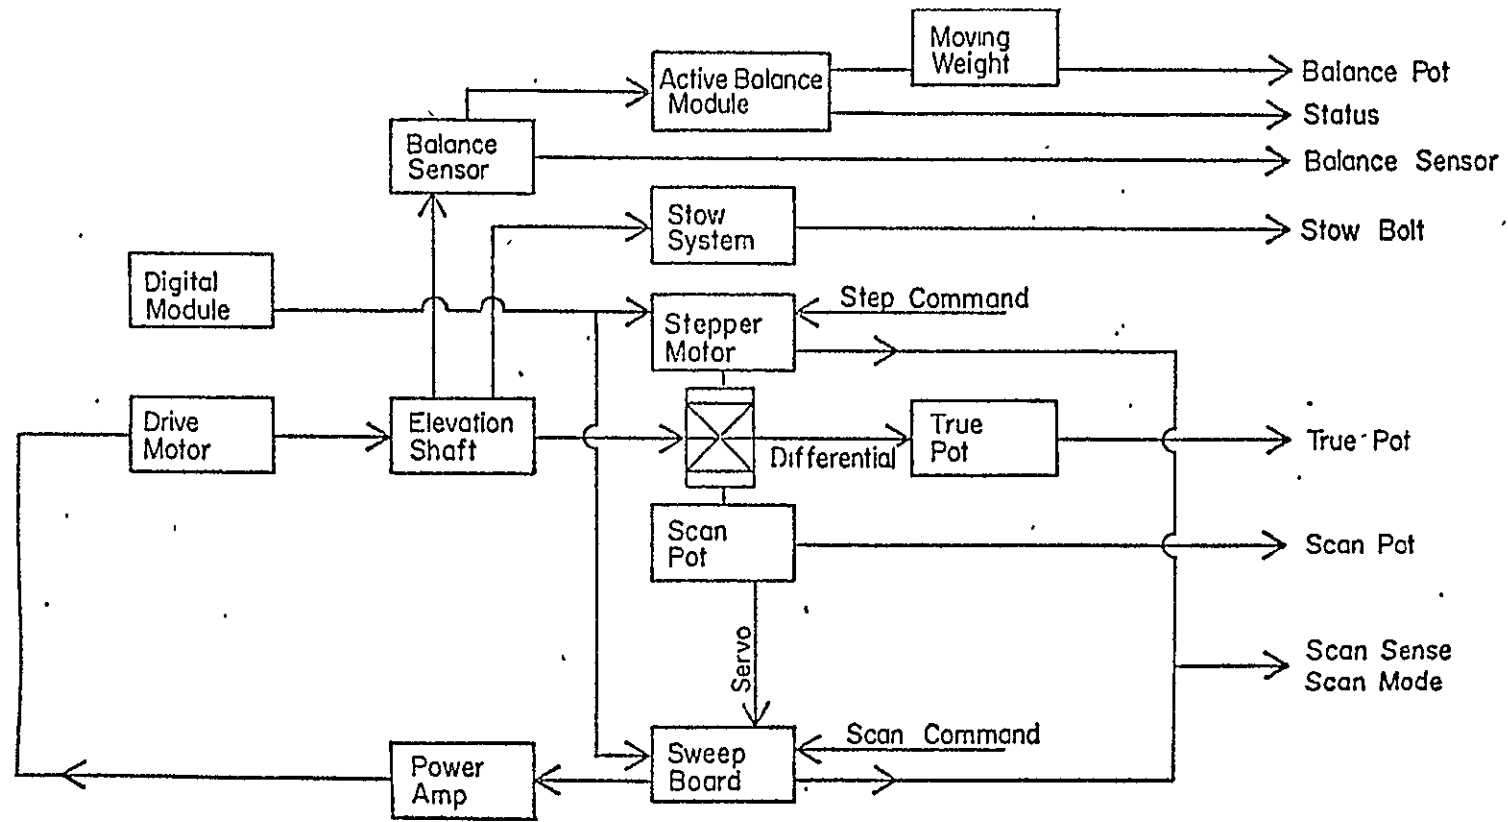 Moving
Weight
Active Balance
Module
Balance Pot
Status
Balance
Sensor
Balance Sensor
Stow
System
Stow Bolt
Digital
Module
Step Command
Stepper
Motor
Drive
Motor
Elevation
Shaft
Differential
True
Pot
True Pot
Scan
Pot
Scan Pot
Servo
Scan Sense
Scan Mode
Scan Command
Sweep
Board
Power
Amp